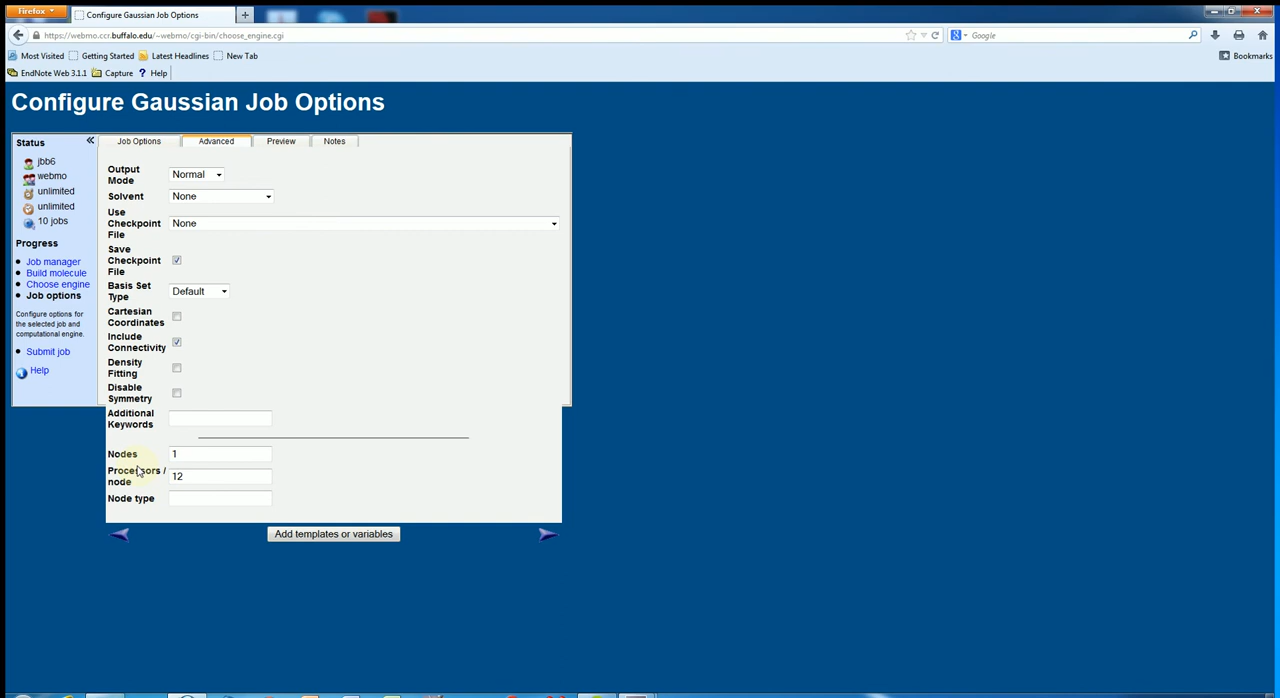 Firefox
Configure Gaussian Job Options
+
https://webmo.ccr.buffalo.edu/~webmo/cgi-bin/choose_engine.cgi
Google
Most Visited Getting Started Latest Headlines New Tab
Bookmarks
EndNote Web 3.1.1 Capture ? Help
Configure Gaussian Job Options
Status «
jbb6
webmo
unlimited
unlimited
10 jobs
Progress
Job manager
Build molecule
Choose engine
Job options
Configure options for
the selected job and
computational engine.
Submit job
Help
Job Options Advanced Preview Notes
Output
Mode
Normal
Solvent None
Use
Checkpoint
File
None
Save
Checkpoint
File
Basis Set
Type
Default
Cartesian
Coordinates
Include
Connectivity
Density
Fitting
Disable
Symmetry
Additional
Keywords
Nodes 1
Processors /
node
12
Node type
Add templates or variables